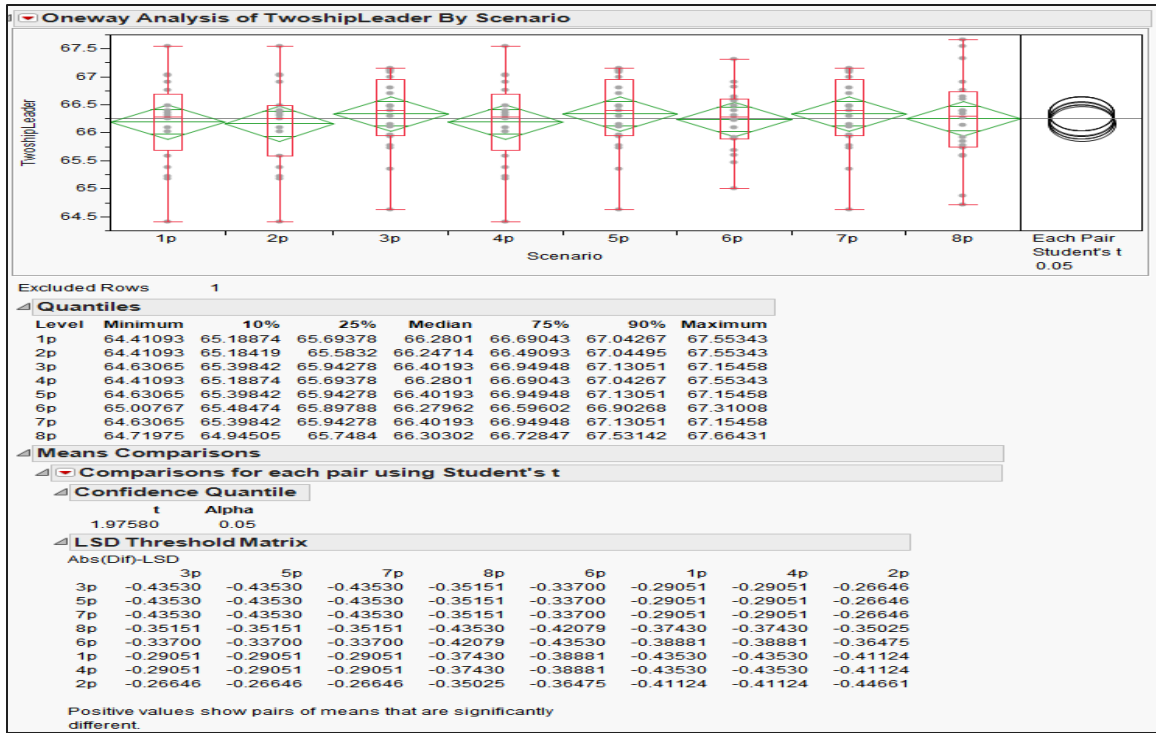 Oneway Analysis of TwoshipLeader By Scenario
67.5
67
66.5
66
65.5
65
64.5
TwoshipLeader
1p 2p 3p 4p 5p 6p 7p 8p
Scenario
Each Pair
Student's t
0.05
Excluded Rows 1
Quantiles
Level Minimum 10% 25% Median 75% 90% Maximum
1p 64.41093 65.18874 65.69378 66.2801 66.69043 67.04267 67.55343
2p 64.41093 65.18419 65.5832 66.24714 66.49093 67.04495 67.55343
3p 64.63065 65.39842 65.94278 66.40193 66.94948 67.13051 67.15458
4p 64.41093 65.18874 65.69378 66.2801 66.69043 67.04267 67.55343
5p 64.63065 65.39842 65.94278 66.40193 66.94948 67.13051 67.15458
6p 65.00767 65.48474 65.89788 66.27962 66.59602 66.90268 67.31008
7p 64.63065 65.39842 65.94278 66.40193 66.94948 67.13051 67.15458
8p 64.71975 64.94505 65.7484 66.30302 66.72847 67.53142 67.66431
Means Comparisons
Comparisons for each pair using Student's t
Confidence Quantile
t Alpha
1.97580 0.05
LSD Threshold Matrix
Abs(Dif)-LSD
3p 5p 7p 8p 6p 1p 4p 2p
3p -0.43530 -0.43530 -0.43530 -0.35151 -0.33700 -0.29051 -0.29051 -0.26646
5p -0.43530 -0.43530 -0.43530 -0.35151 -0.33700 -0.29051 -0.29051 -0.26646
7p -0.43530 -0.43530 -0.43530 -0.35151 -0.33700 -0.29051 -0.29051 -0.26646
8p -0.35151 -0.35151 -0.35151 -0.43530 -0.42079 -0.37430 -0.37430 -0.35025
6p -0.33700 -0.33700 -0.33700 -0.42079 -0.43530 -0.38881 -0.38881 -0.36475
1p -0.29051 -0.29051 -0.29051 -0.37430 -0.38881 -0.43530 -0.43530 -0.41124
4p -0.29051 -0.29051 -0.29051 -0.37430 -0.38881 -0.43530 -0.43530 -0.41124
2p -0.26646 -0.26646 -0.26646 -0.35025 -0.36475 -0.41124 -0.41124 -0.44661
Positive values show pairs of means that are significantly
different.